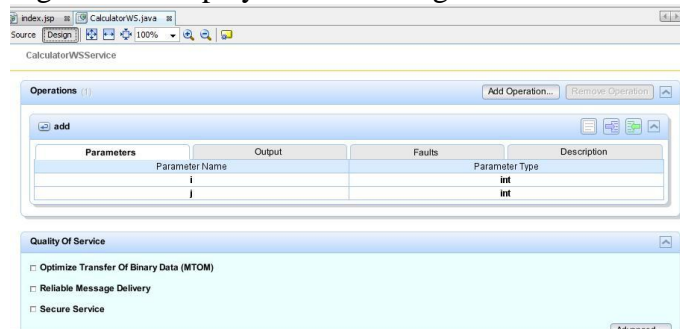 index.jsp CalculatorWS.java
Source Design 100%
CalculatorWSService
Operations (1) Add Operation... Remove Operation
add
Parameters Output Faults Description
Parameter Name Parameter Type
i int
j int
Quality Of Service
Optimize Transfer Of Binary Data (MTOM)
Reliable Message Delivery
Secure Service